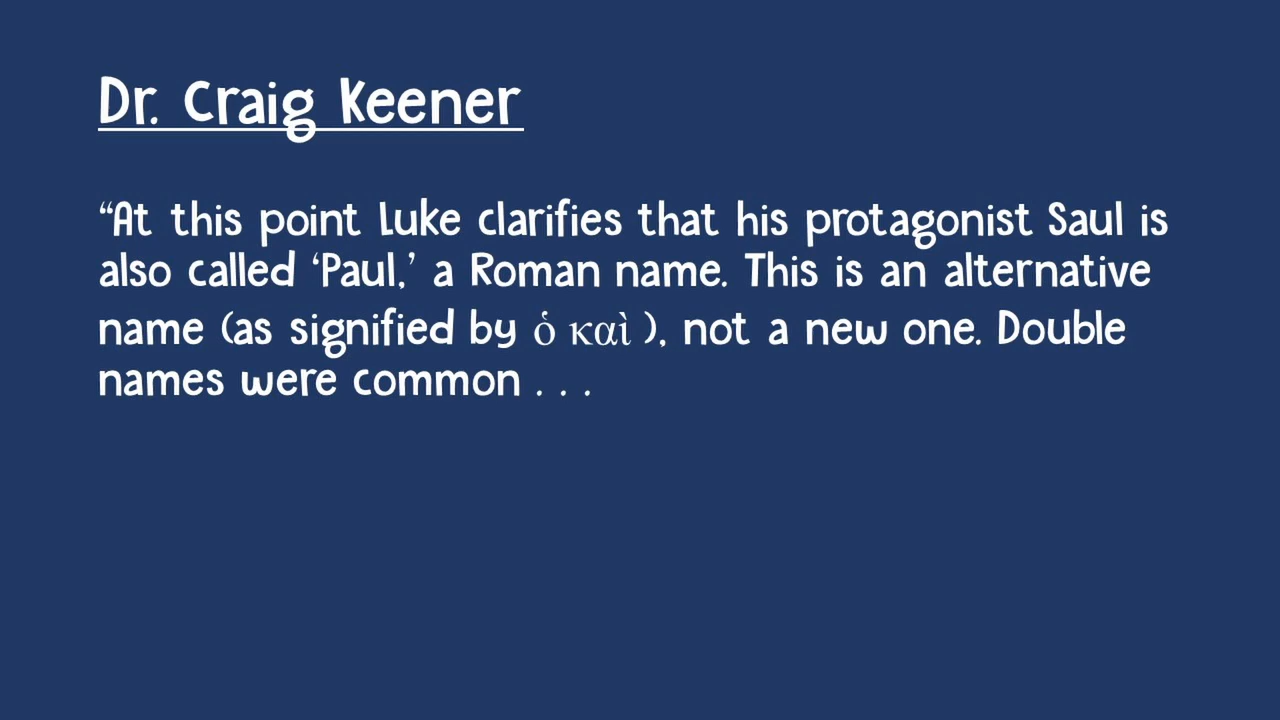 Dr. Craig Keener
“At this point Luke clarifies that his protagonist Saul is
also called ‘Paul,’ a Roman name. This is an alternative
name (as signified by ὁ καὶ ), not a new one. Double
names were common . . .